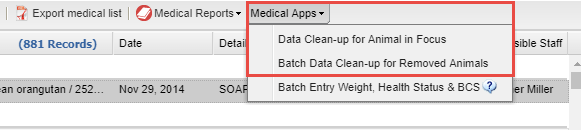 Export medical list Medical Reports Medical Apps
Data Clean-up for Animal in Focus
(881 Records) Date Detai sible Staff
Batch Data Clean-up for Removed Animals
ean orangutan / 252... Nov 29, 2014 SOAP Batch Entry Weight, Health Status & BCS er Miller